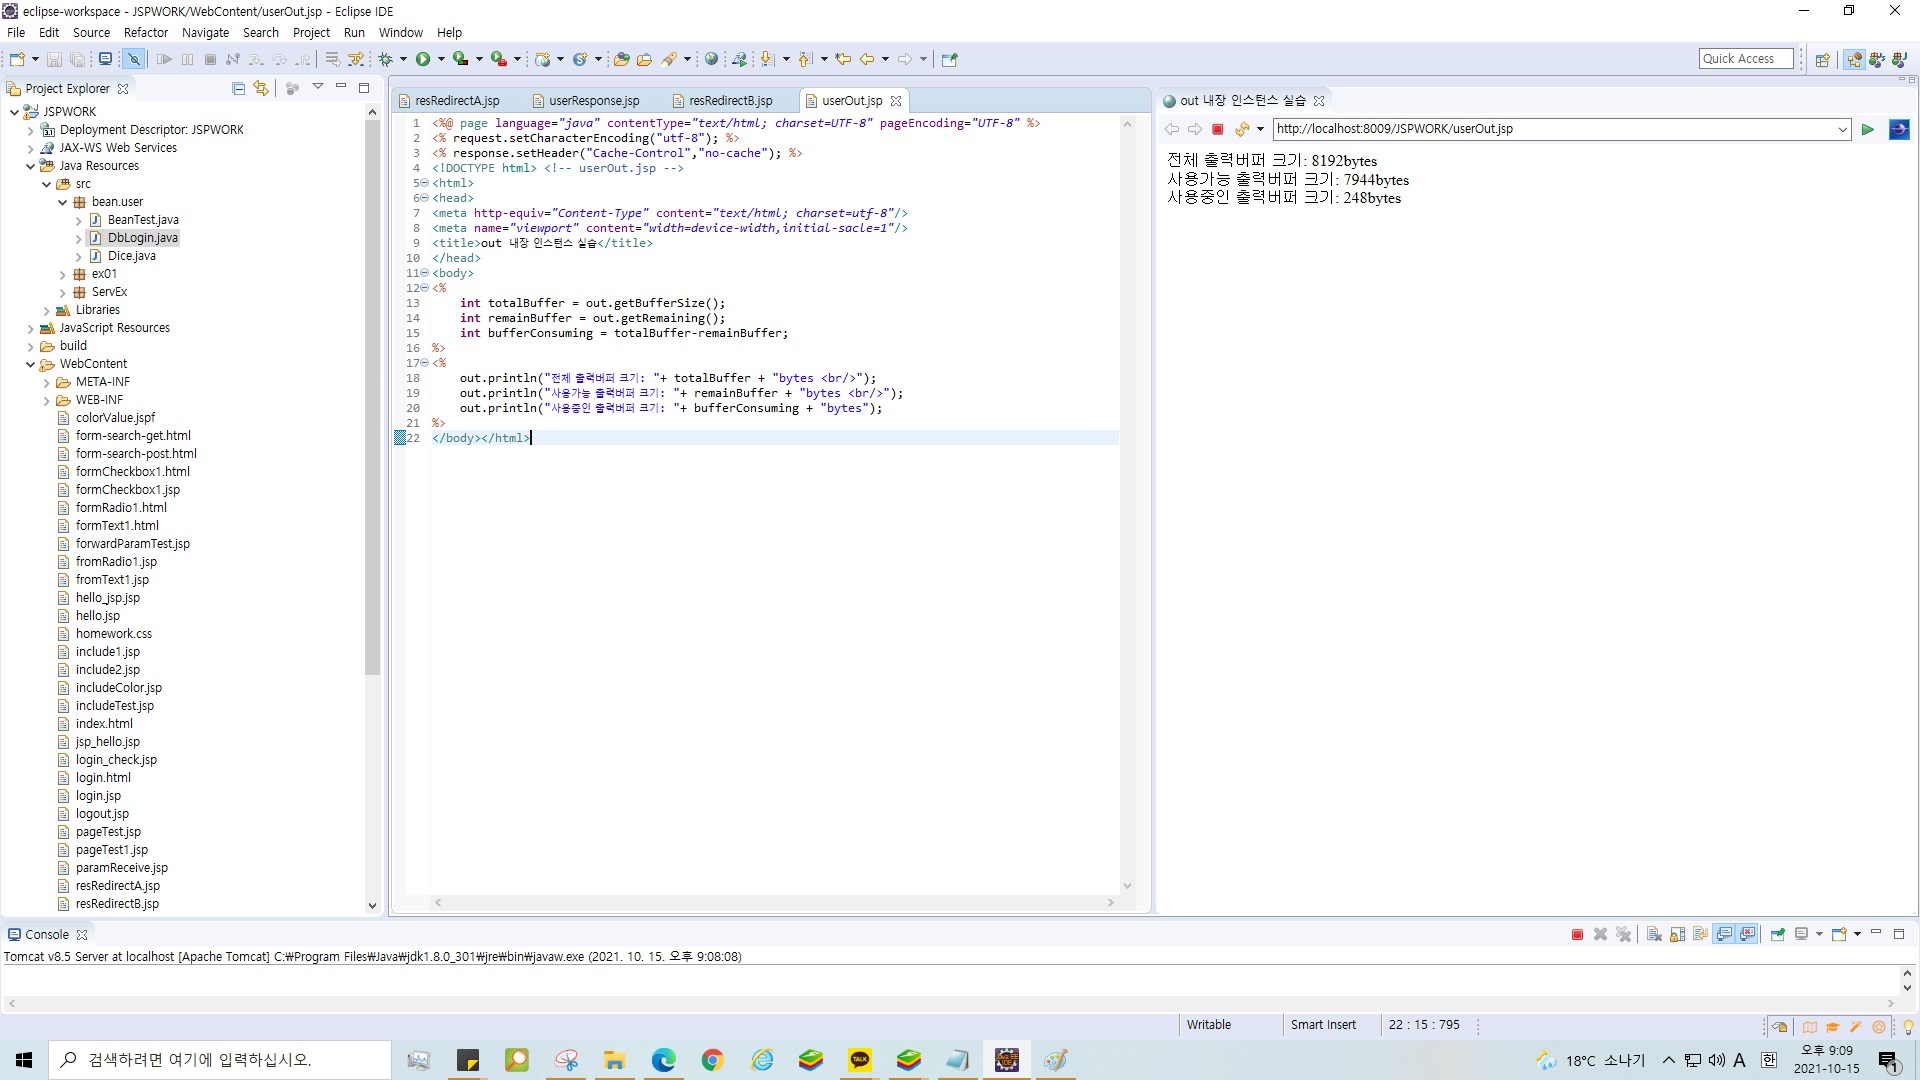 eclipse-workspace - JSPWORK/WebContent/userOut.jsp - Eclipse IDE
File Edit Source Refactor Navigate Search Project Run Window Help
Quick Access
Project Explorer
JSPWORK
Deployment Descriptor: JSPWORK
JAX-WS Web Services
Java Resources
src
bean.user
BeanTest.java
DbLogin.java
Dice.java
ex01
ServEx
Libraries
JavaScript Resources
build
WebContent
META-INF
WEB-INF
colorValue.jspf
form-search-get.html
form-search-post.html
formCheckbox1.html
formCheckbox1.jsp
formRadio1.html
formText1.html
forwardParamTest.jsp
fromRadio1.jsp
fromText1.jsp
hello_jsp.jsp
hello.jsp
homework.css
include1.jsp
include2.jsp
includeColor.jsp
includeTest.jsp
index.html
jsp_hello.jsp
login_check.jsp
login.html
login.jsp
logout.jsp
pageTest.jsp
pageTest1.jsp
paramReceive.jsp
resRedirectA.jsp
resRedirectB.jsp
resRedirectA.jsp userResponse.jsp resRedirectB.jsp userOut.jsp
1 <%@ page language="java" contentType="text/html; charset=UTF-8" pageEncoding="UTF-8" %>
2 <% request.setCharacterEncoding("utf-8"); %>
3 <% response.setHeader("Cache-Control","no-cache"); %>
4 <!DOCTYPE html> <!-- userOut.jsp -->
5 <html>
6 <head>
7 <meta http-equiv="Content-Type" content="text/html; charset=utf-8"/>
8 <meta name="viewport" content="width=device-width,initial-sacle=1"/>
9 <title>out 내장 인스턴스 실습</title>
10 </head>
11 <body>
12 <%
13 int totalBuffer = out.getBufferSize();
14 int remainBuffer = out.getRemaining();
15 int bufferConsuming = totalBuffer-remainBuffer;
16 %>
17 <%
18 out.println("전체 출력버퍼 크기: "+ totalBuffer + "bytes <br/>");
19 out.println("사용가능 출력버퍼 크기: "+ remainBuffer + "bytes <br/>");
20 out.println("사용중인 출력버퍼 크기: "+ bufferConsuming + "bytes");
21 %>
22 </body></html>
out 내장 인스턴스 실습
http://localhost:8009/JSPWORK/userOut.jsp
전체 출력버퍼 크기: 8192bytes
사용가능 출력버퍼 크기: 7944bytes
사용중인 출력버퍼 크기: 248bytes
Console
Tomcat v8.5 Server at localhost [Apache Tomcat] C:₩Program Files₩Java₩jdk1.8.0_301₩jre₩bin₩javaw.exe (2021. 10. 15. 오후 9:08:08)
Writable Smart Insert 22 : 15 : 795
검색하려면 여기에 입력하십시오.
TALK
18°C 소나기
A 한
오후 9:09
2021-10-15
1